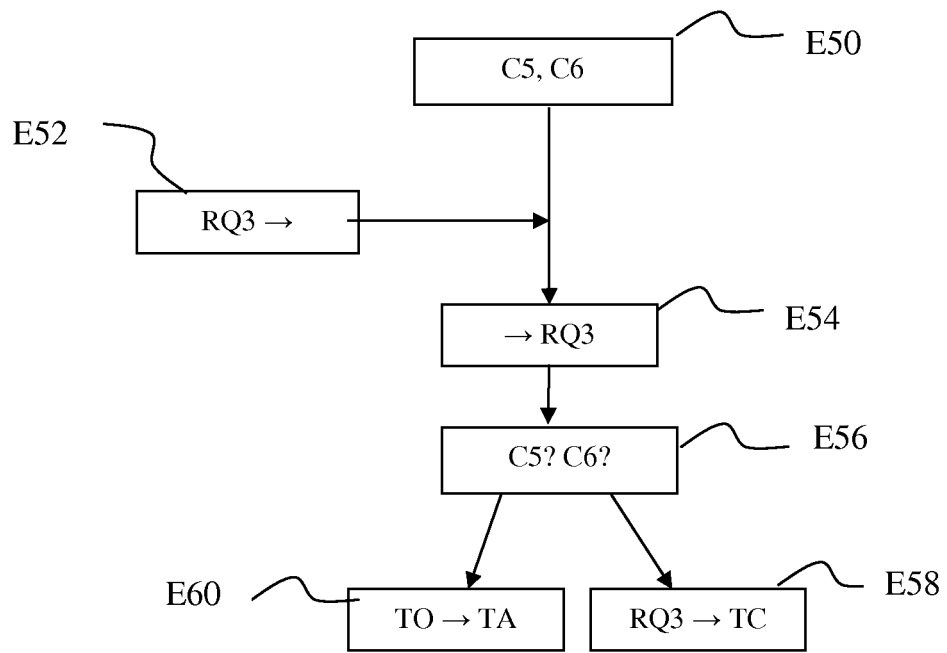 E50
C5, C6
E52
RQ3 →
→ RQ3
E54
C5? C6?
E56
E60
TO → TA
RQ3 → TC
E58